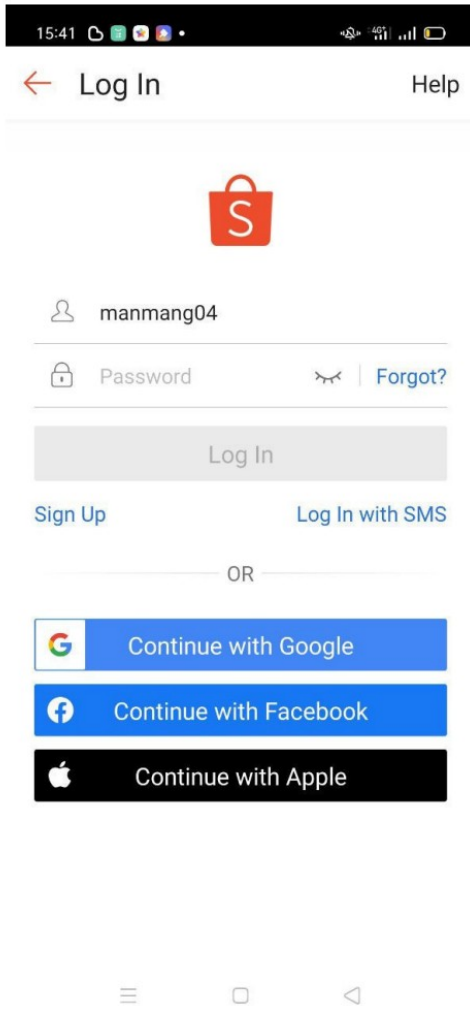 15:41 4G+
Log In Help
S
manmang04
Password Forgot?
Log In
Sign Up Log In with SMS
OR
G Continue with Google
f Continue with Facebook
Continue with Apple